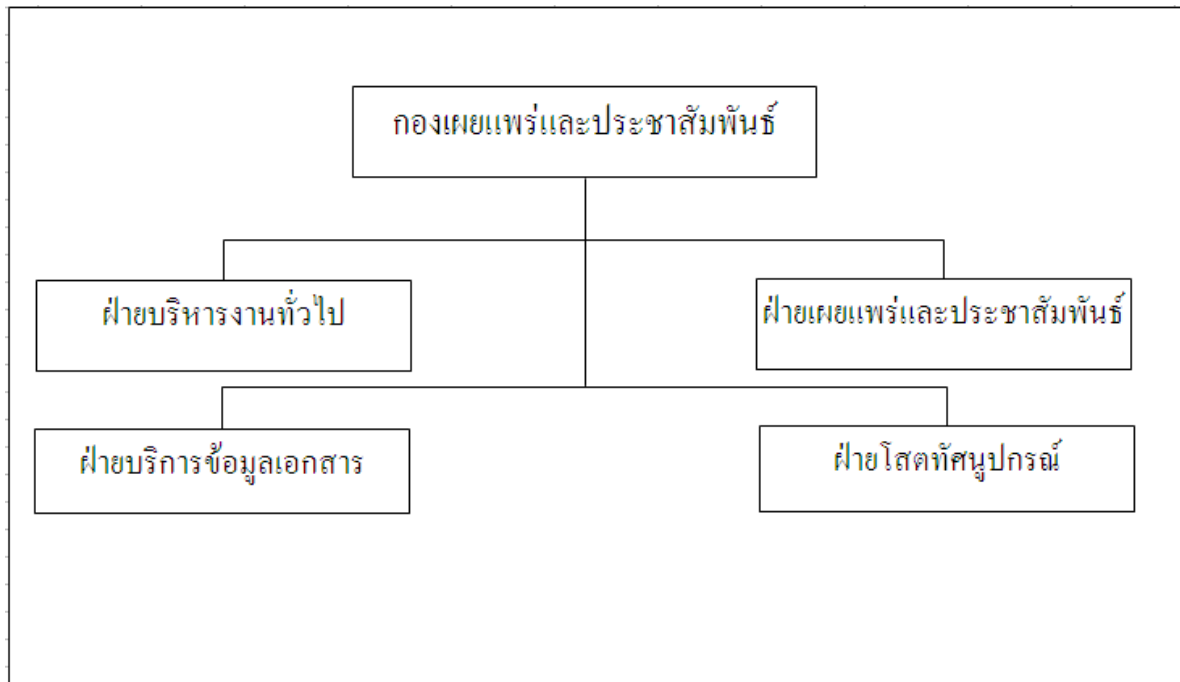 กองเผยแพร่และประชาสัมพันธ์
ฝ่ายบริหารงานทั่วไป
ฝ่ายเผยแพร่และประชาสัมพันธ์
ฝ่ายบริการข้อมูลเอกสาร
ฝ่ายโสตทัศนูปกรณ์